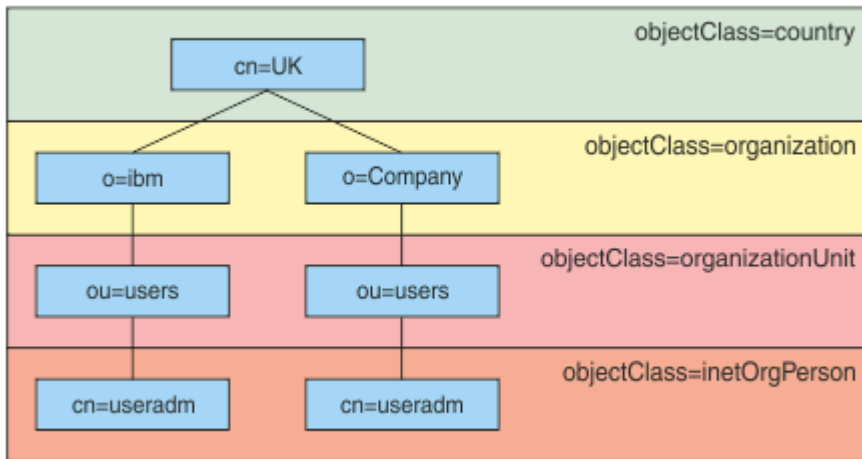 objectClass=country
cn=UK
objectClass=organization
o=ibm
o=Company
objectClass=organizationUnit
ou=users
ou=users
objectClass=inetOrgPerson
cn=useradm
cn=useradm